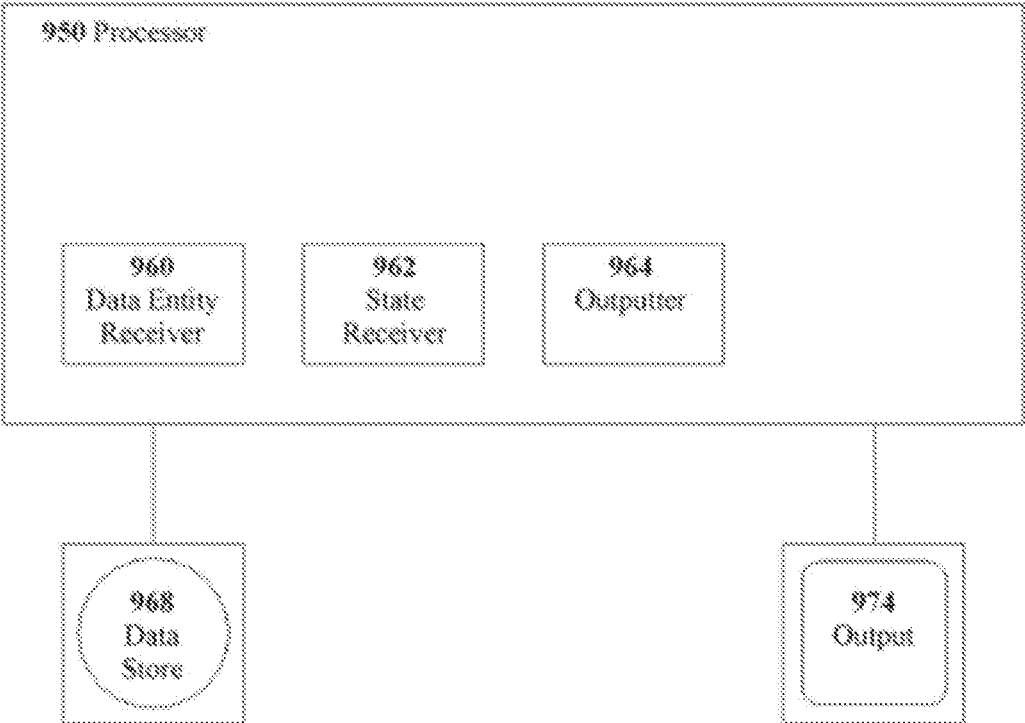 950 Processor
960
Data Entity
Receiver
962
State
Receiver
964
Outputter
968
Data
Store
974
Output